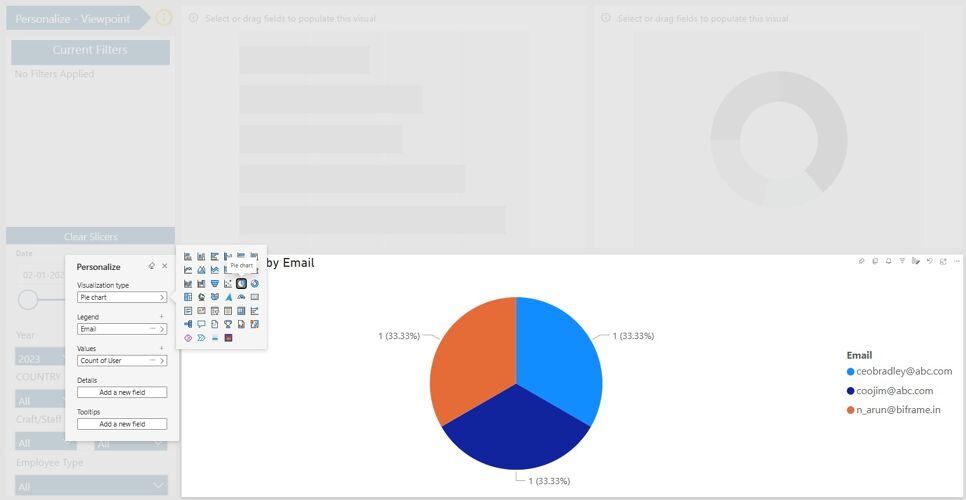 Personalize - Viewpoint
Select or drag fields to populate this visual
Select or drag fields to populate this visual
Current Filters
No Filters Applied
Clear Slicers
Date
02-01-202
Year
2023
COUNTRY
All
Craft/Staff
All
All
Employee Type
All
Personalize
Visualization type
Pie chart
Legend
Email
Values
Count of User
Details
Add a new field
Tooltips
Add a new field
Pie chart
by Email
1 (33.33%)
1 (33.33%)
1 (33.33%)
Email
ceobradley@abc.com
coojim@abc.com
n_arun@biframe.in